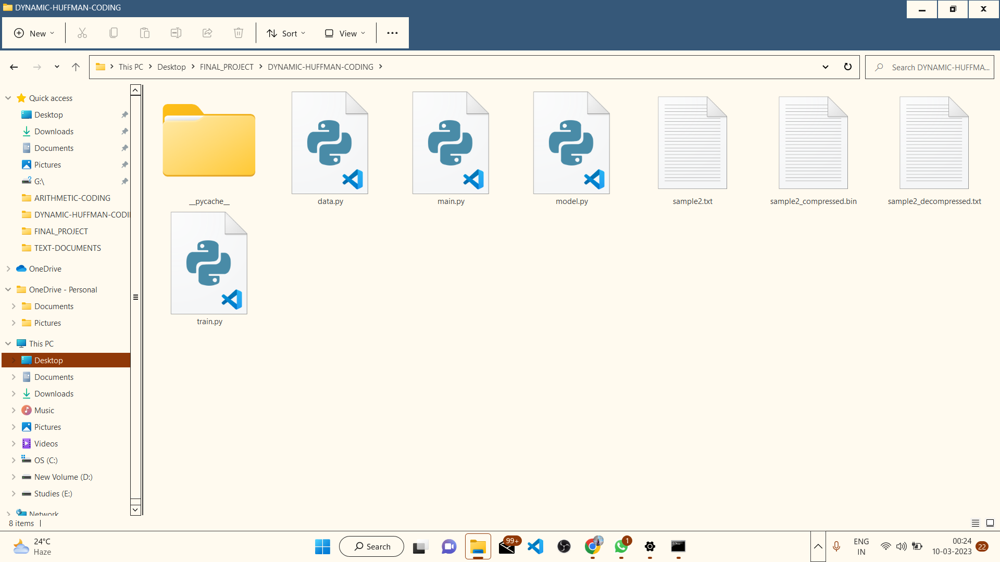 DYNAMIC-HUFFMAN-CODING
New
Sort
View
This PC
Desktop
FINAL_PROJECT
DYNAMIC-HUFFMAN-CODING
Search DYNAMIC-HUFFMA...
Quick access
Desktop
Downloads
Documents
Pictures
G:\
ARITHMETIC-CODING
DYNAMIC-HUFFMAN-CODI
FINAL_PROJECT
TEXT-DOCUMENTS
OneDrive
OneDrive - Personal
Documents
Pictures
This PC
Desktop
Documents
Downloads
Music
Pictures
Videos
OS (C:)
New Volume (D:)
Studies (E:)
Network
__pycache__
data.py
main.py
model.py
sample2.txt
sample2_compressed.bin
sample2_decompressed.txt
train.py
8 items
24°C
Haze
Search
99+
1
ENG
IN
00:24
10-03-2023
22